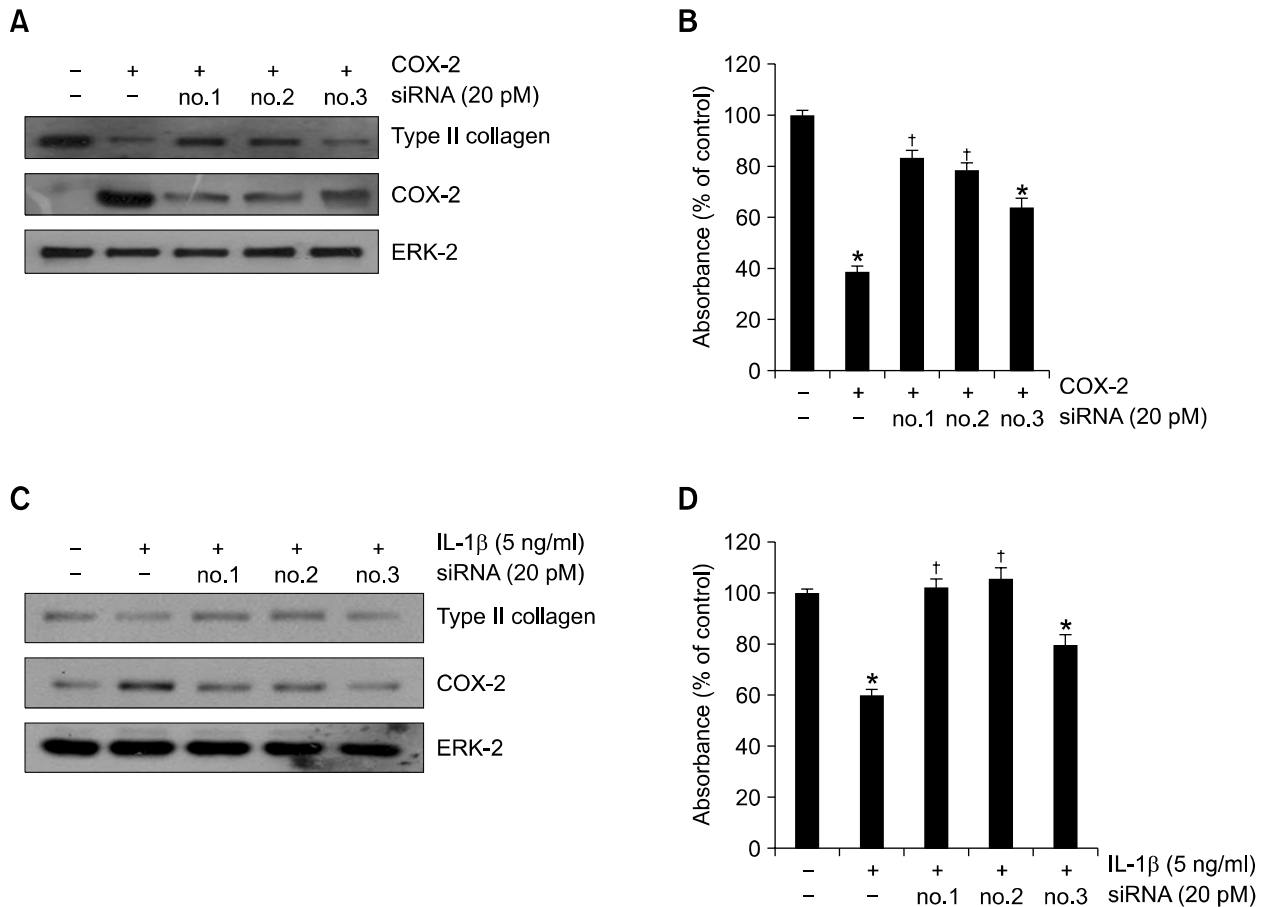 A
− + + + + COX-2
− − no.1 no.2 no.3 siRNA (20 pM)
Type II collagen
COX-2
ERK-2
B
Absorbance (% of control)
120
100
80
60
40
20
0
†
†
*
*
− + + + + COX-2
− − no.1 no.2 no.3 siRNA (20 pM)
C
− + + + + IL-1β (5 ng/ml)
− − no.1 no.2 no.3 siRNA (20 pM)
Type II collagen
COX-2
ERK-2
D
Absorbance (% of control)
120
100
80
60
40
20
0
†
†
*
*
− + + + + IL-1β (5 ng/ml)
− − no.1 no.2 no.3 siRNA (20 pM)